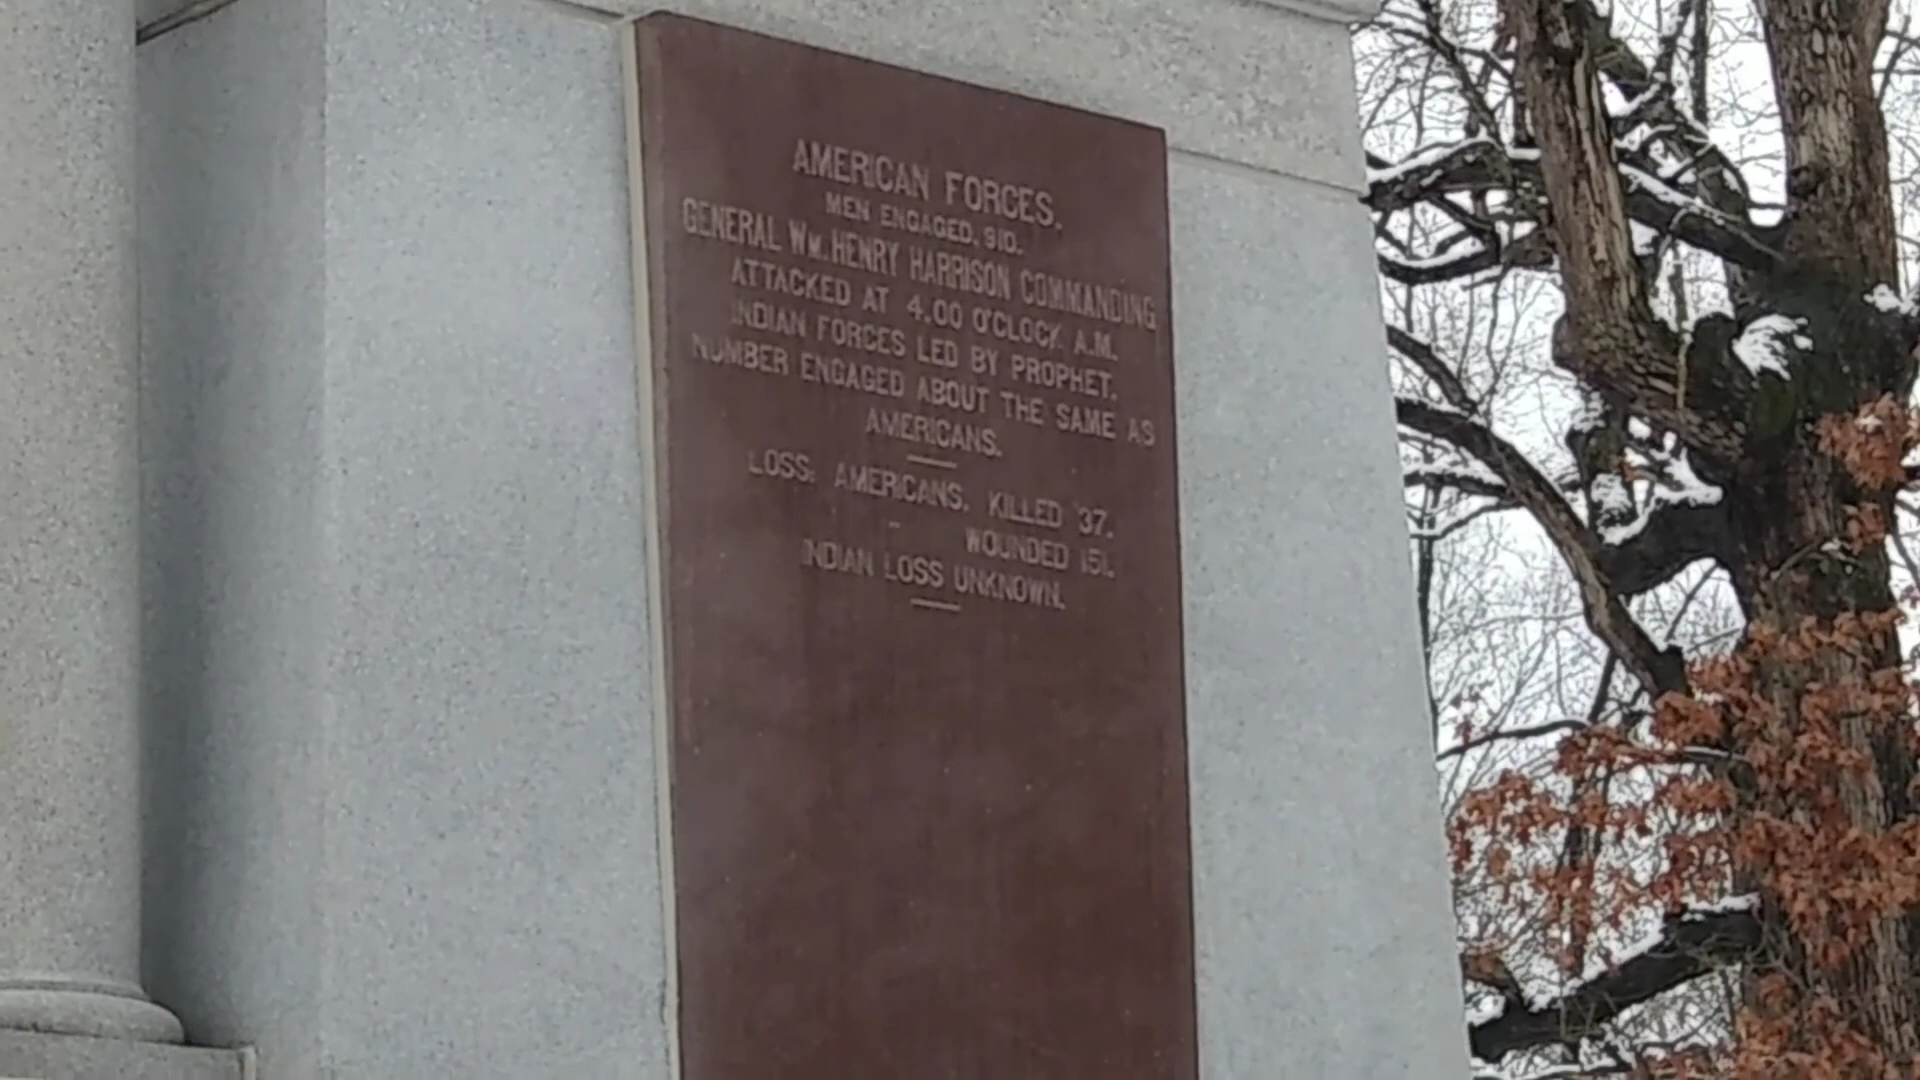 AMERICAN FORCES.
MEN ENGAGED, 910.
GENERAL WM. HENRY HARRISON COMMANDING
ATTACKED AT 4.00 O'CLOCK A.M.
INDIAN FORCES LED BY PROPHET.
NUMBER ENGAGED ABOUT THE SAME AS
AMERICANS.
LOSS: AMERICANS, KILLED 37.
WOUNDED 151.
INDIAN LOSS UNKNOWN.